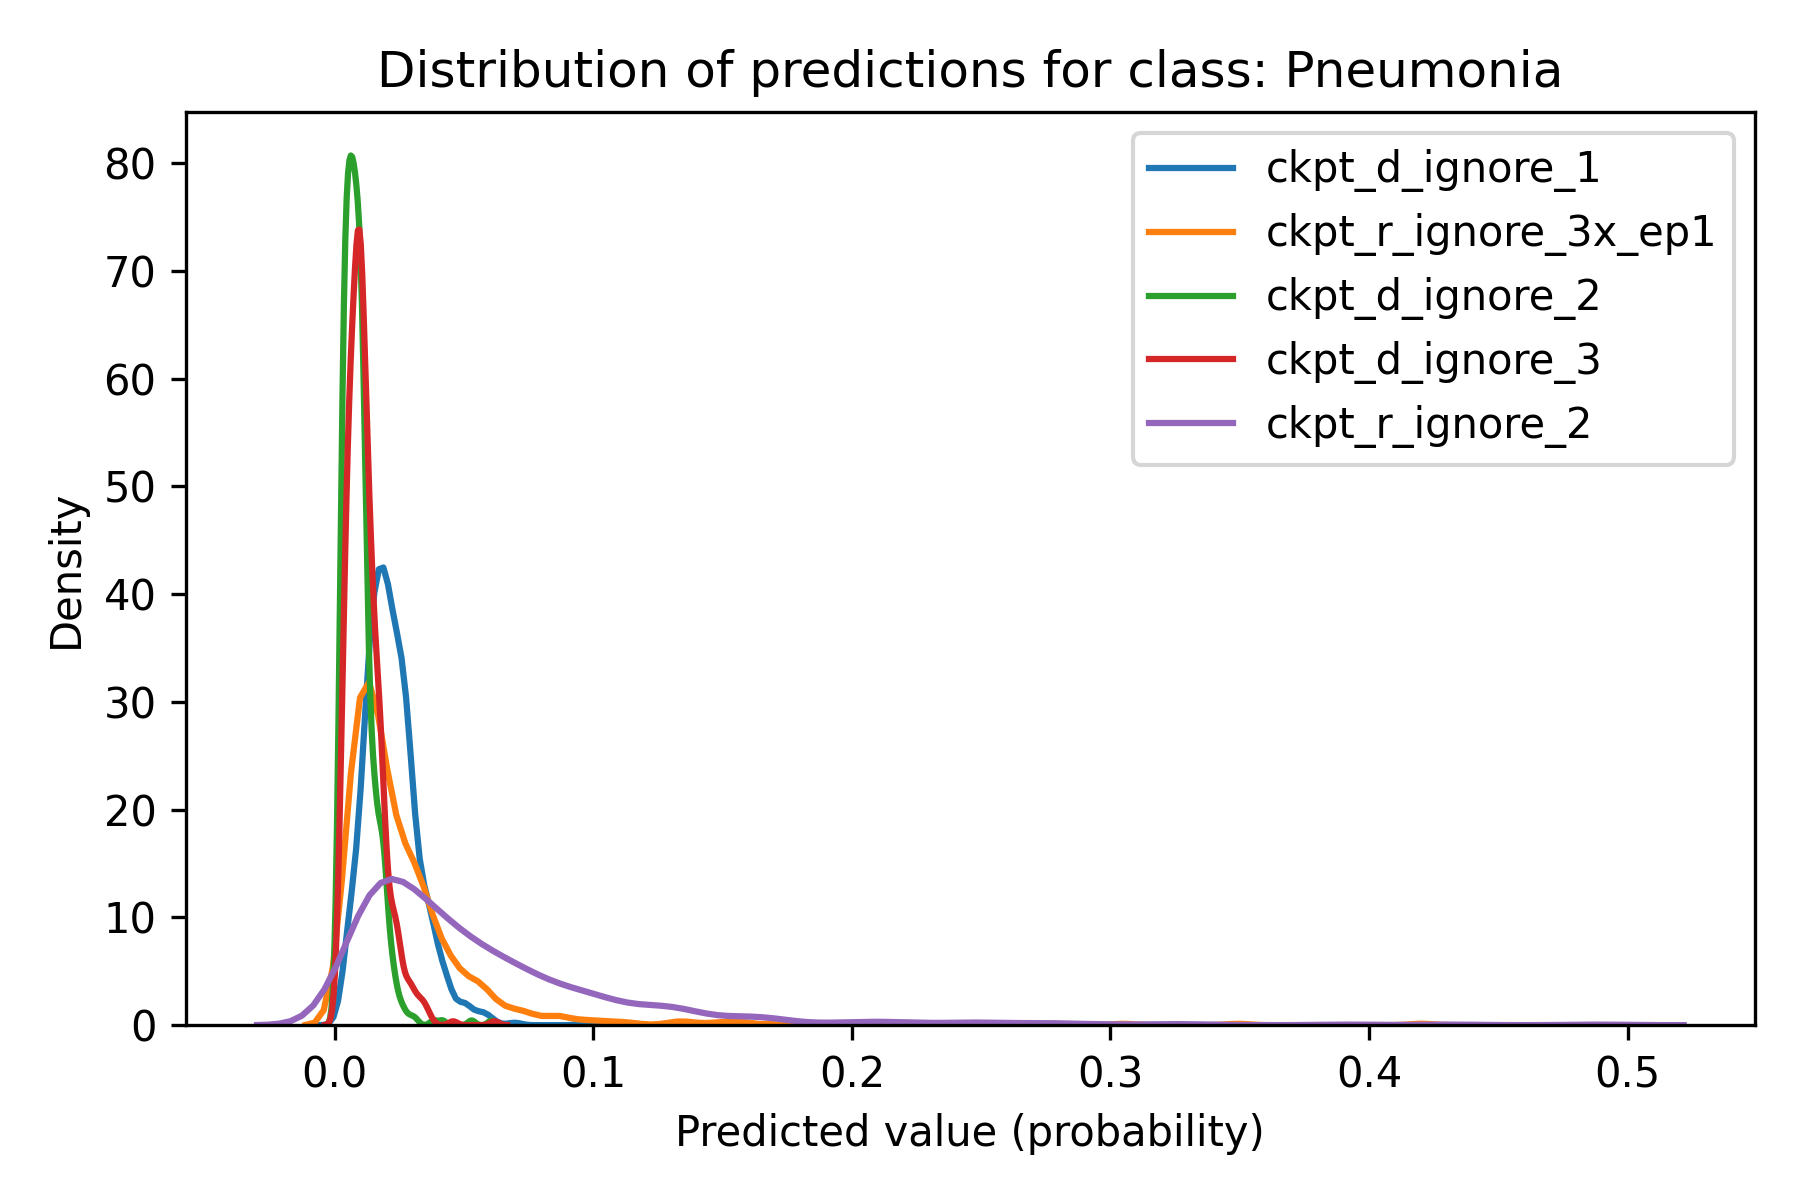 Distribution of predictions for class: Pneumonia
ckpt_d_ignore_1
ckpt_r_ignore_3x_ep1
ckpt_d_ignore_2
ckpt_d_ignore_3
ckpt_r_ignore_2
Density
80
70
60
50
40
30
20
10
0
0.0 0.1 0.2 0.3 0.4 0.5
Predicted value (probability)